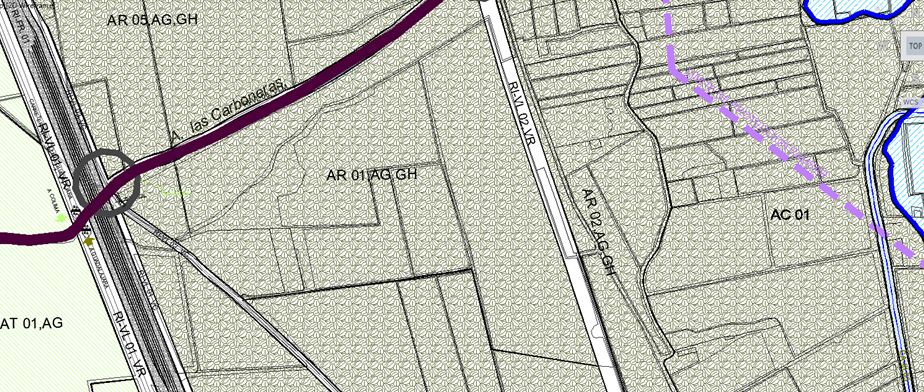 AR 05,AG,GH
A las Carboneras
RI-VL 02. VR
RI-VL 01. VR
AR 01,AG,GH
AR 02,AG,GH
AC 01
AT 01,AG
RI-VL 01. VR
TOP
WCS